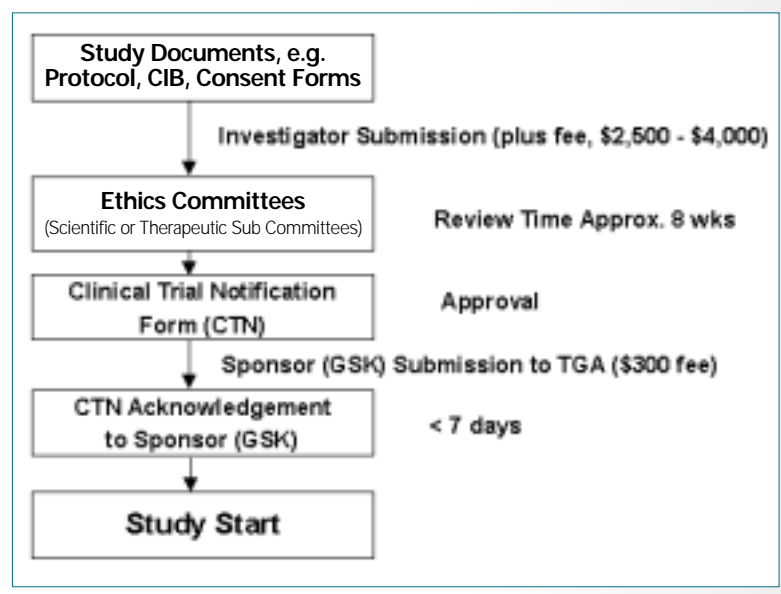 Study Documents, e.g.
Protocol, CIB, Consent Forms
Investigator Submission (plus fee, $2,500 - $4,000)
Ethics Committees
(Scientific or Therapeutic Sub Committees)
Review Time Approx. 8 wks
Clinical Trial Notification
Form (CTN)
Approval
Sponsor (GSK) Submission to TGA ($300 fee)
CTN Acknowledgement
to Sponsor (GSK)
< 7 days
Study Start